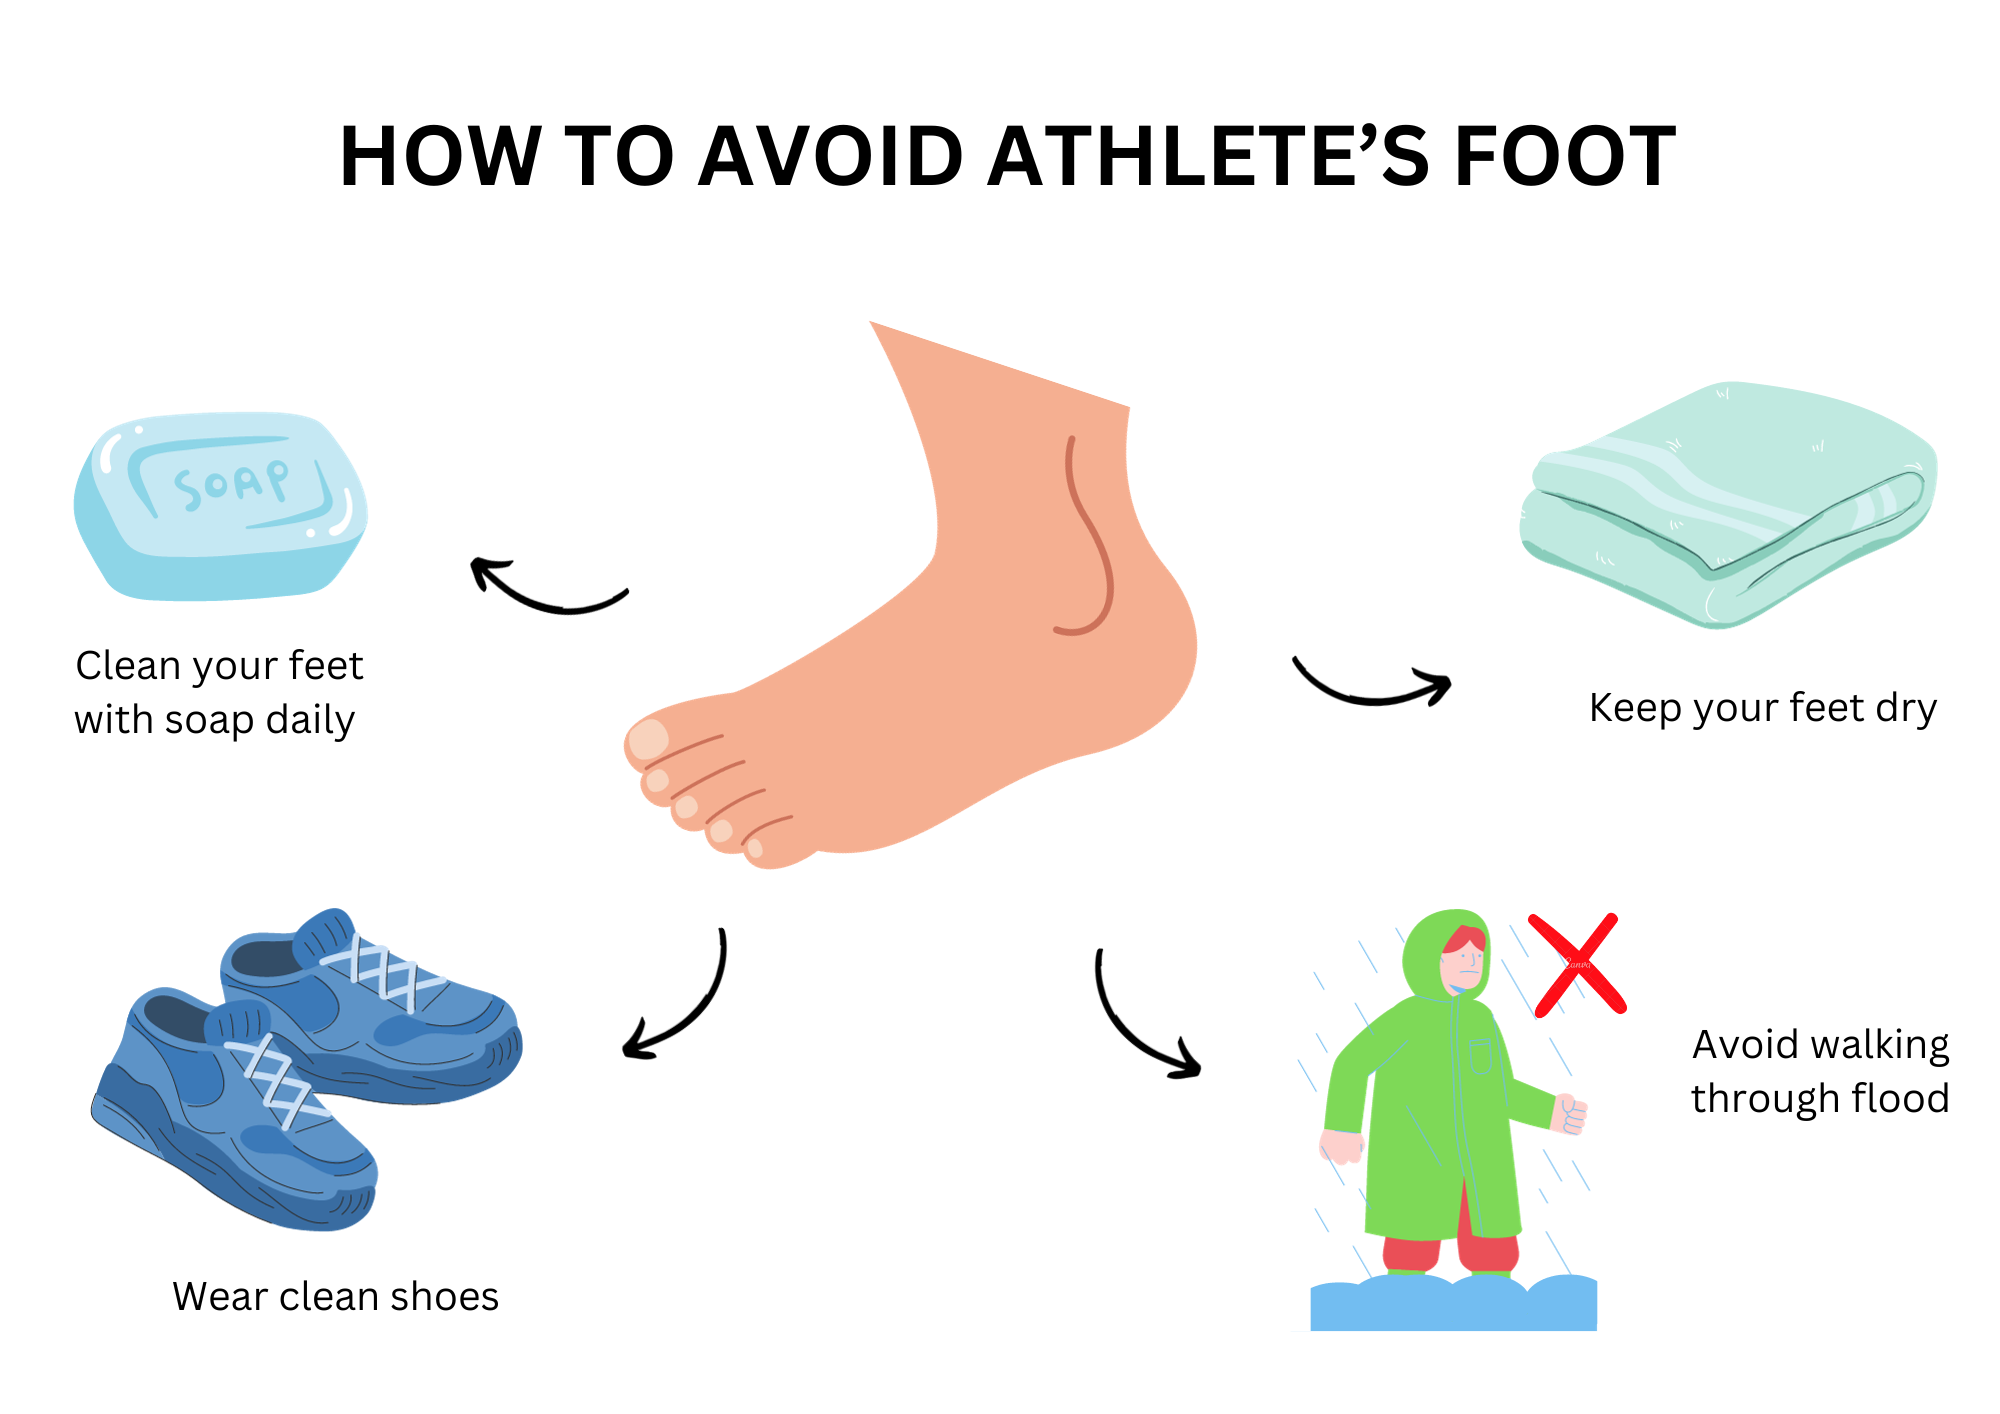 HOW TO AVOID ATHLETE’S FOOT
SOAP
Clean your feet
with soap daily
Keep your feet dry
Wear clean shoes
Canva
Avoid walking
through flood